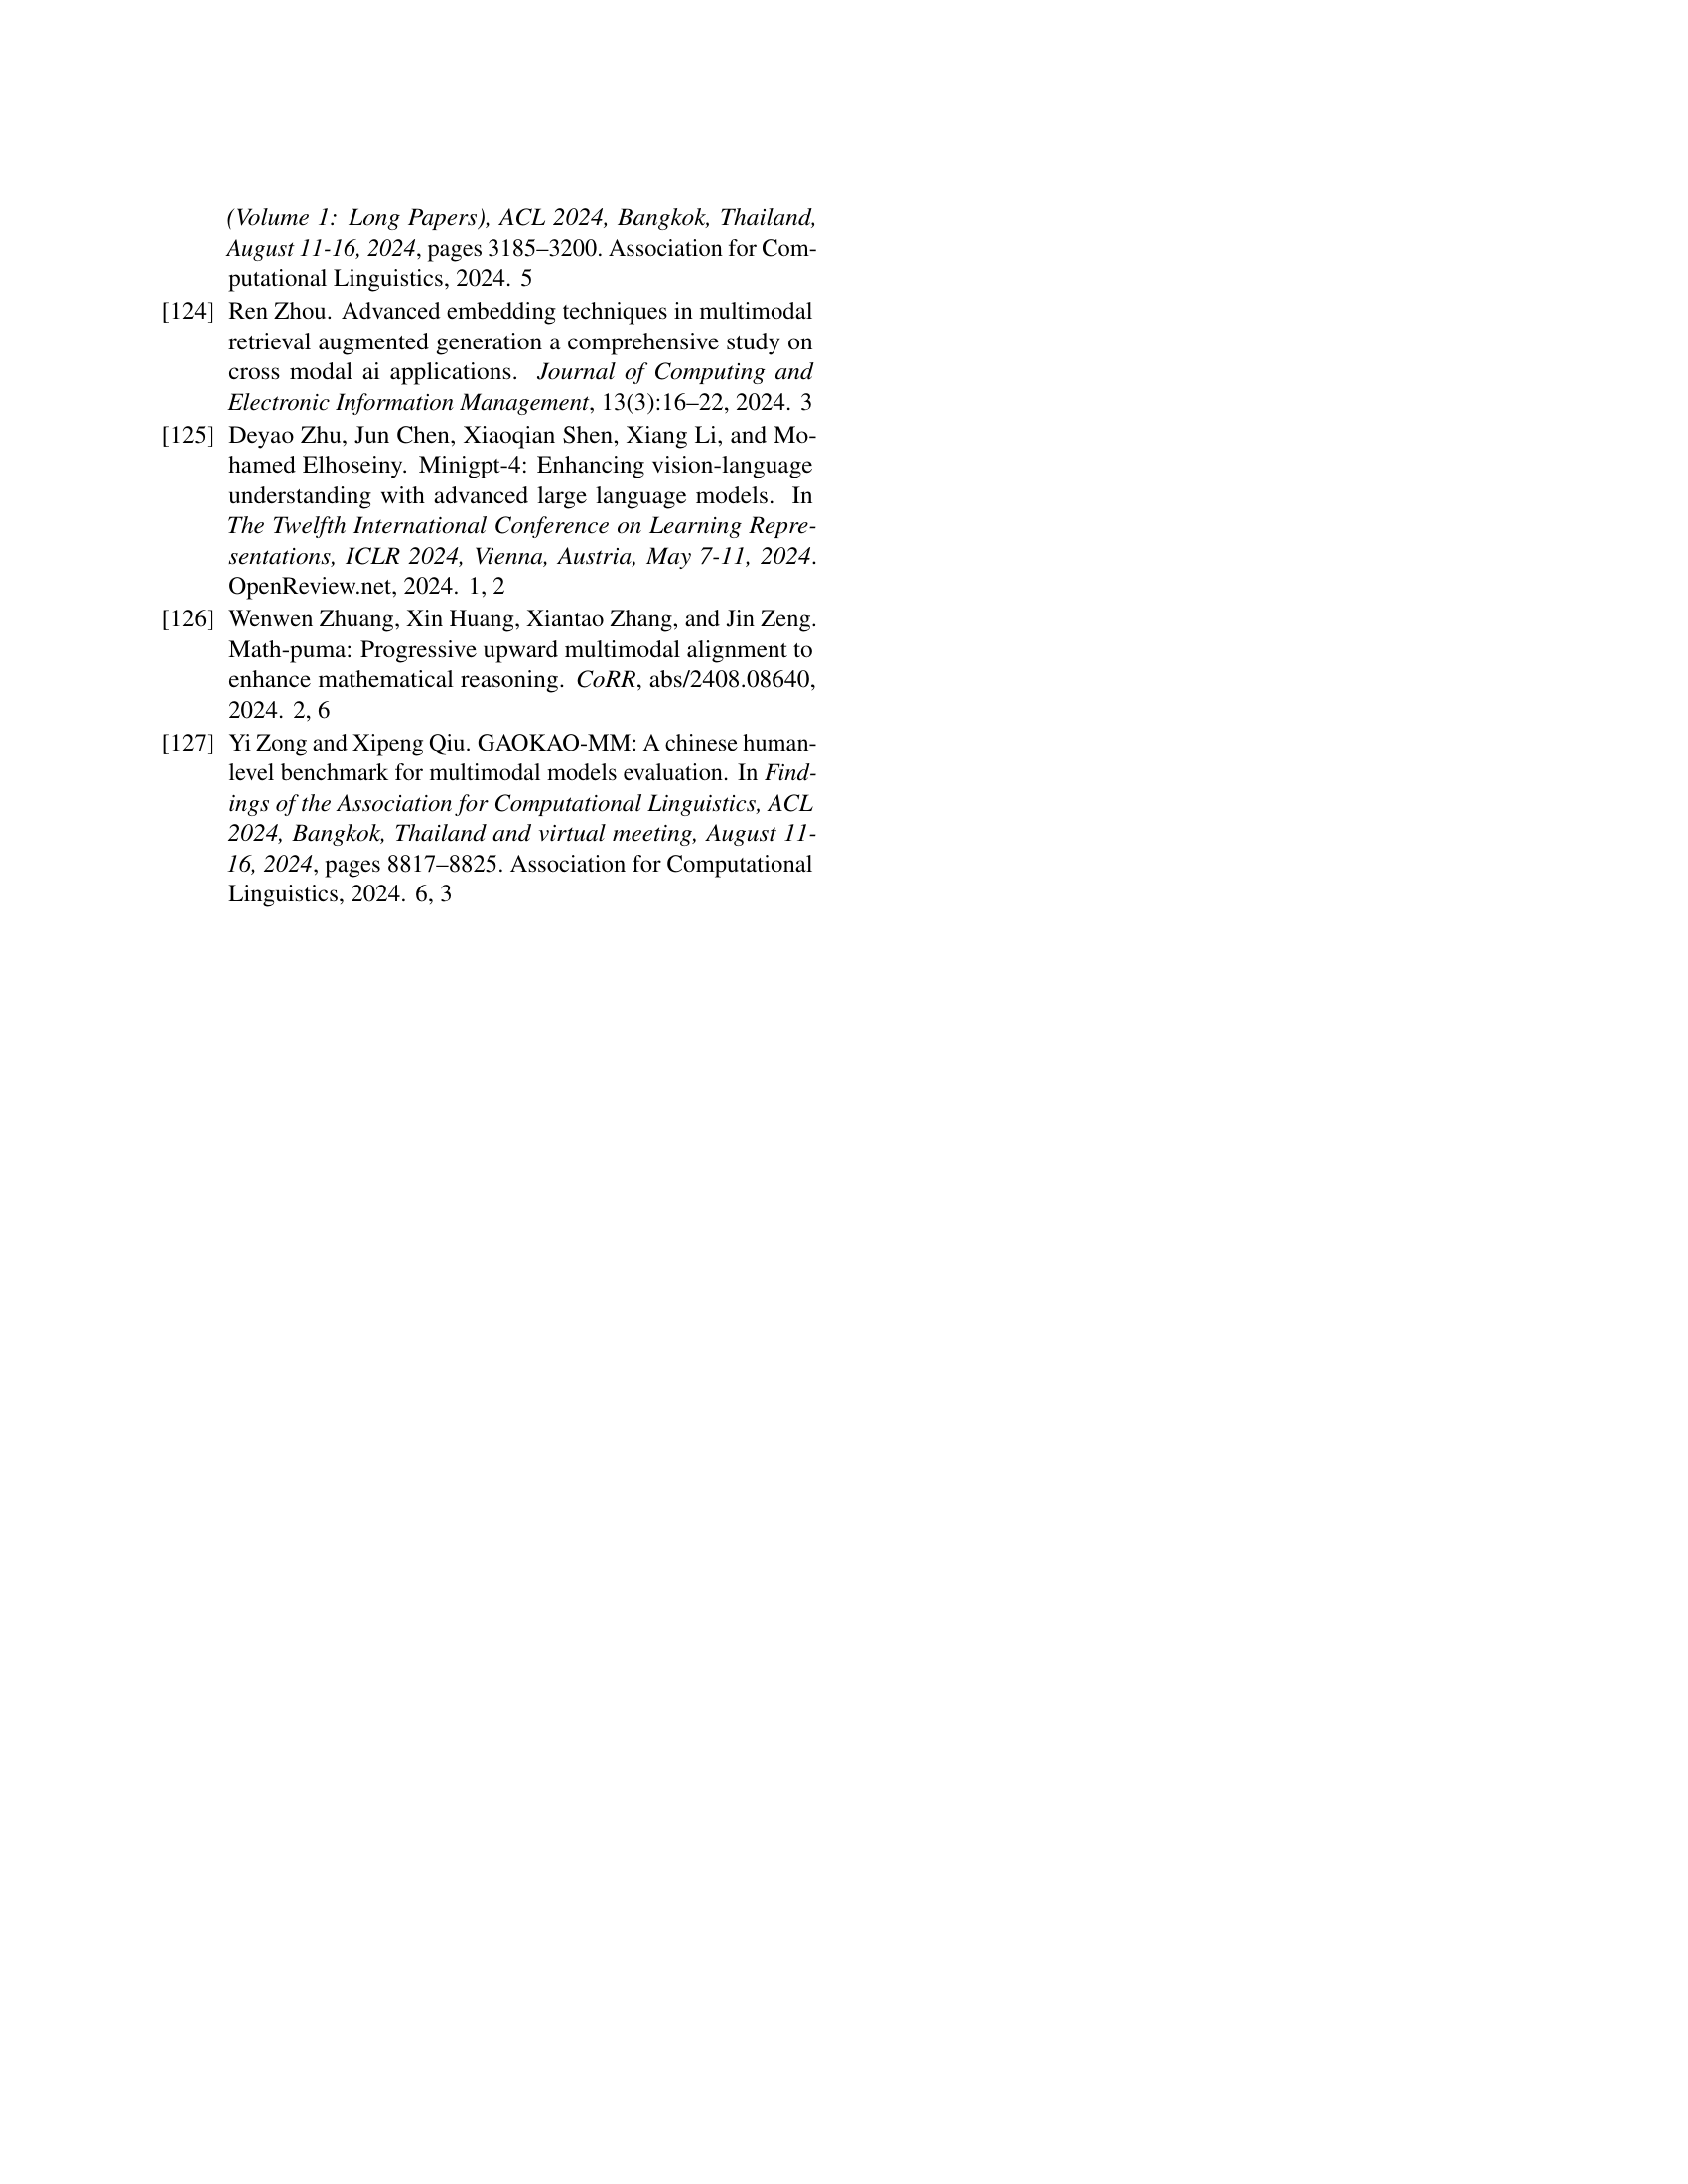 (Volume 1: Long Papers), ACL 2024, Bangkok, Thailand,
August 11-16, 2024, pages 3185–3200. Association for Com-
putational Linguistics, 2024. 5
[124] Ren Zhou. Advanced embedding techniques in multimodal
retrieval augmented generation a comprehensive study on
cross modal ai applications. Journal of Computing and
Electronic Information Management, 13(3):16–22, 2024. 3
[125] Deyao Zhu, Jun Chen, Xiaoqian Shen, Xiang Li, and Mo-
hamed Elhoseiny. Minigpt-4: Enhancing vision-language
understanding with advanced large language models. In
The Twelfth International Conference on Learning Repre-
sentations, ICLR 2024, Vienna, Austria, May 7-11, 2024.
OpenReview.net, 2024. 1, 2
[126] Wenwen Zhuang, Xin Huang, Xiantao Zhang, and Jin Zeng.
Math-puma: Progressive upward multimodal alignment to
enhance mathematical reasoning. CoRR, abs/2408.08640,
2024. 2, 6
[127] Yi Zong and Xipeng Qiu. GAOKAO-MM: A chinese human-
level benchmark for multimodal models evaluation. In Find-
ings of the Association for Computational Linguistics, ACL
2024, Bangkok, Thailand and virtual meeting, August 11-
16, 2024, pages 8817–8825. Association for Computational
Linguistics, 2024. 6, 3